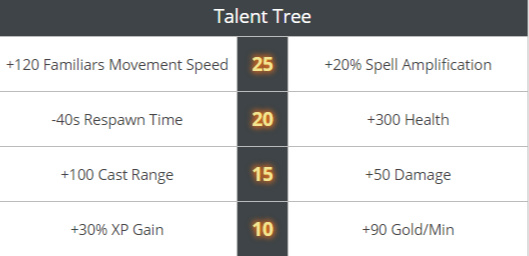 Talent Tree
+120 Familiars Movement Speed 25 +20% Spell Amplification
-40s Respawn Time 20 +300 Health
+100 Cast Range 15 +50 Damage
+30% XP Gain 10 +90 Gold/Min